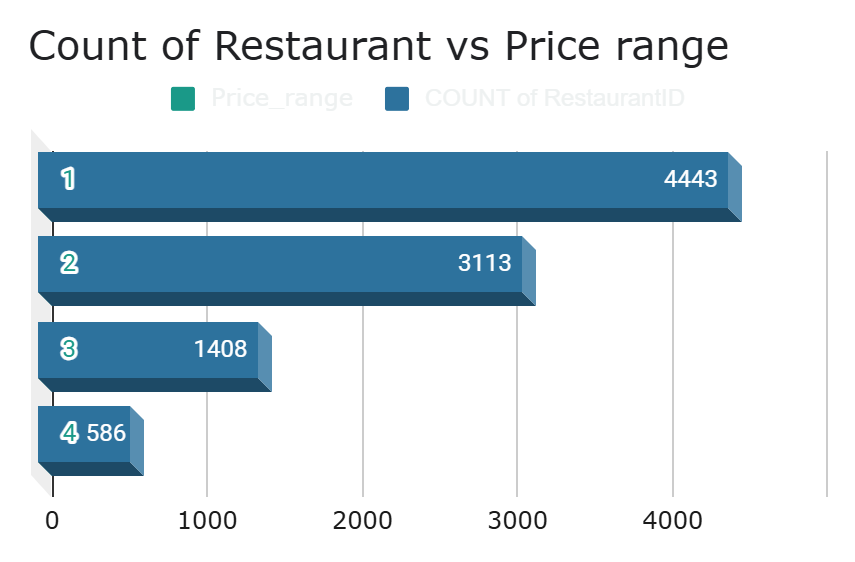 Count of Restaurant vs Price range
Price_range COUNT of RestaurantID
1 4443
2 3113
3 1408
4 586
0 1000 2000 3000 4000